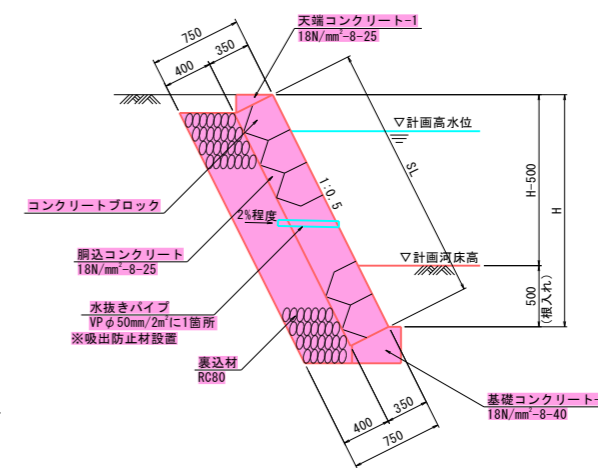 天端コンクリート-1
18N/mm²-8-25
750
350
400
▽計画高水位
SL
H-500
H
コンクリートブロック
1:0.5
2%程度
胴込コンクリート
18N/mm²-8-25
▽計画河床高
水抜きパイプ
VPφ50mm/2m²に1箇所
※吸出防止材設置
500
(根入れ)
裏込材
RC80
基礎コンクリート-
18N/mm²-8-40
350
400
750